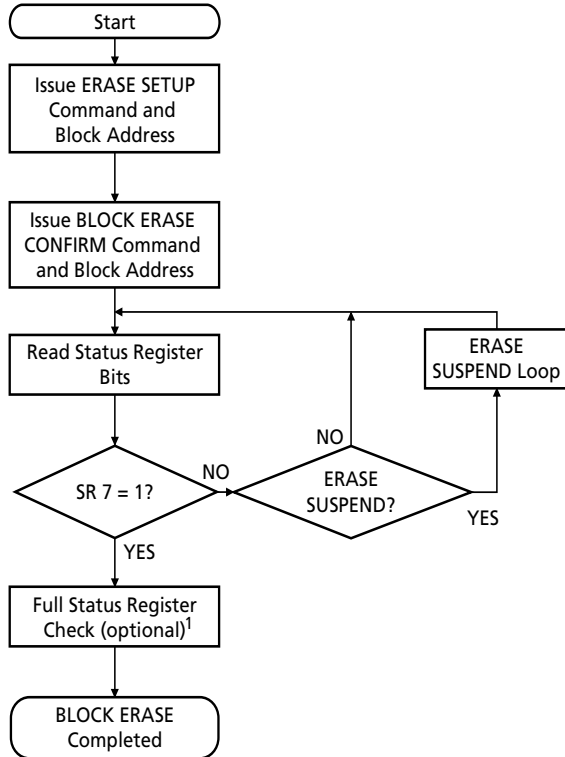 Start
Issue ERASE SETUP
Command and
Block Address
Issue BLOCK ERASE
CONFIRM Command
and Block Address
Read Status Register
Bits
ERASE
SUSPEND Loop
NO
SR 7 = 1?
NO
ERASE
SUSPEND?
YES
YES
Full Status Register
Check (optional)¹
BLOCK ERASE
Completed